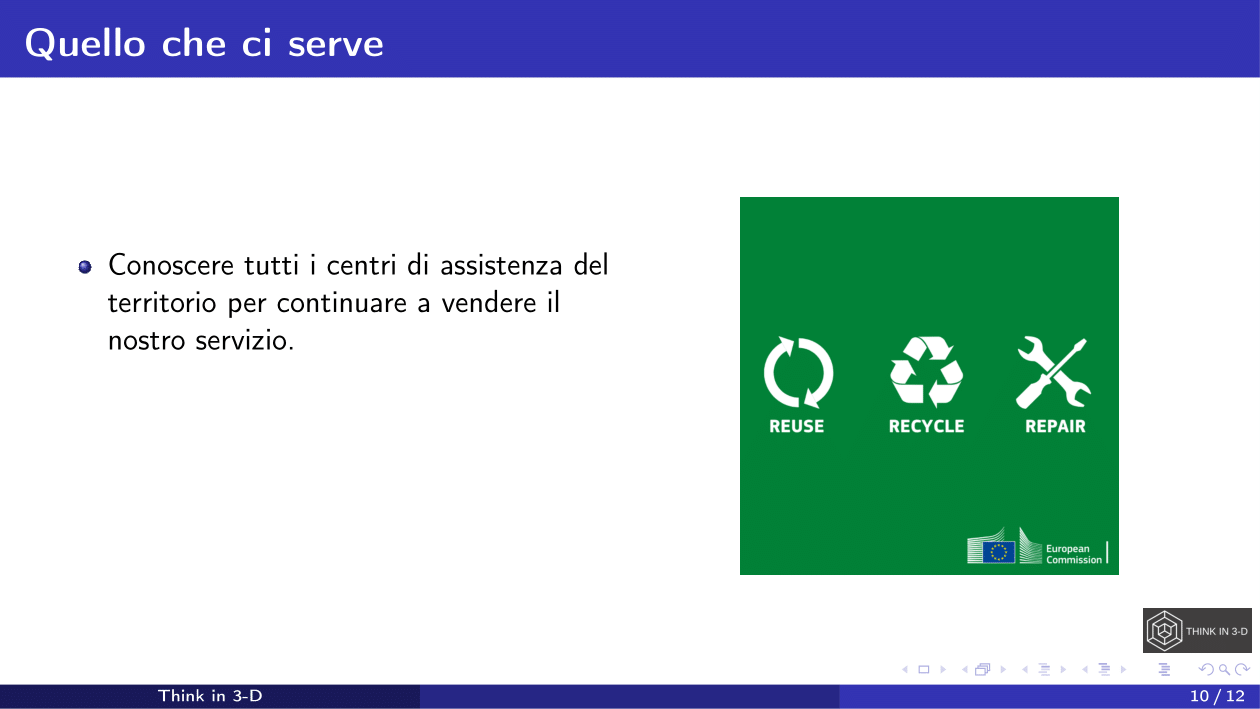 Quello che ci serve
Conoscere tutti i centri di assistenza del
territorio per continuare a vendere il
nostro servizio.
REUSE RECYCLE REPAIR
European
Commission
THINK IN 3-D
Think in 3-D 10 / 12